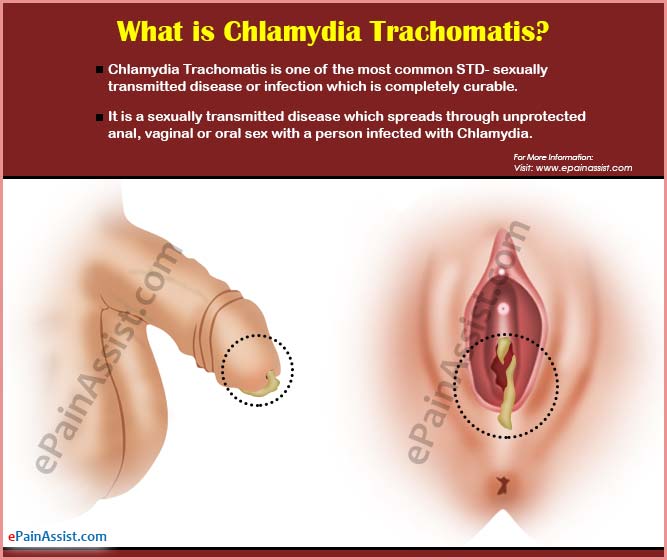 What is Chlamydia Trachomatis?
Chlamydia Trachomatis is one of the most common STD- sexually
transmitted disease or infection which is completely curable.
It is a sexually transmitted disease which spreads through unprotected
anal, vaginal or oral sex with a person infected with Chlamydia.
For More Information:
Visit: www.epainassist.com
ePainAssist.com
ePainAssist.com
ePainAssist.com